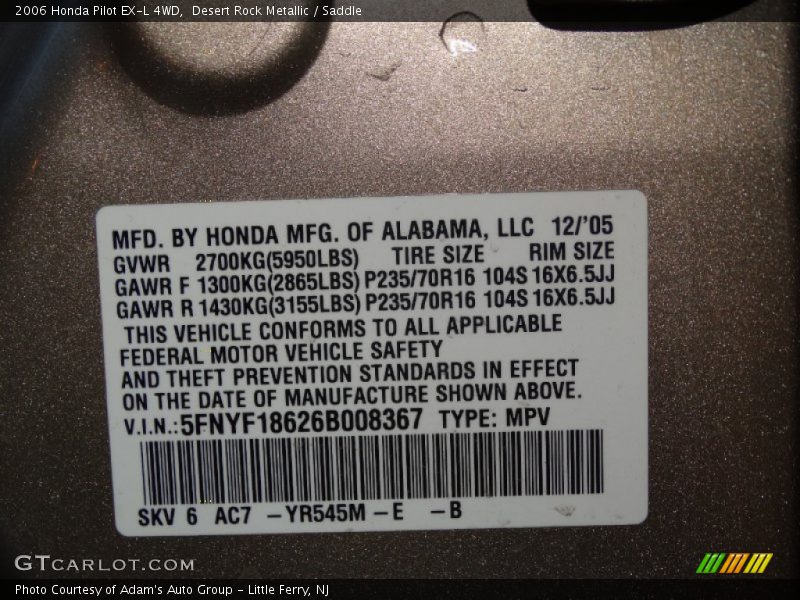 2006 Honda Pilot EX-L 4WD,  Desert Rock Metallic / Saddle
MFD. BY HONDA MFG. OF ALABAMA, LLC 12/'05
GVWR 2700KG(5950LBS) TIRE SIZE RIM SIZE
GAWR F 1300KG(2865LBS) P235/70R16 104S 16X6.5JJ
GAWR R 1430KG(3155LBS) P235/70R16 104S 16X6.5JJ
THIS VEHICLE CONFORMS TO ALL APPLICABLE
FEDERAL MOTOR VEHICLE SAFETY
AND THEFT PREVENTION STANDARDS IN EFFECT
ON THE DATE OF MANUFACTURE SHOWN ABOVE.
V.I.N.:5FNYF18626B008367 TYPE: MPV
SKV 6 AC7 -YR545M-E -B
GTCARLOT.COM
Photo Courtesy of Adam's Auto Group - Little Ferry, NJ